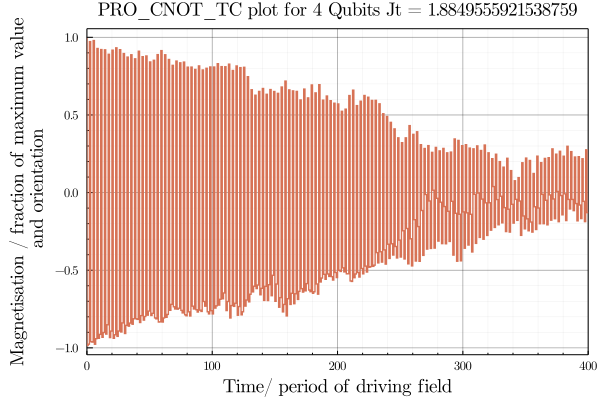 PRO_CNOT_TC plot for 4 Qubits Jt = 1.8849555921538759
Magnetisation / fraction of maximum value
and orientation
1.0
0.5
0.0
−0.5
−1.0
0 100 200 300 400
Time/ period of driving field